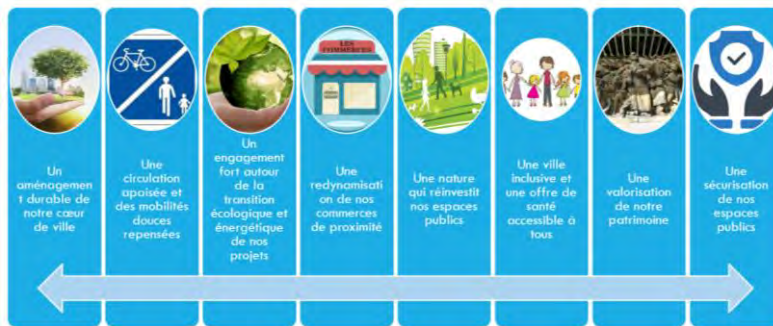 Un
aménagemen
t durable de
notre cœur
de ville
Une
circulation
apaisée et
des mobilités
douces
repensées
Un
engagement
fort autour
de la
transition
écologique et
énergétique
de nos
projets
LES
COMMERCES
Une
redynamisati
on de nos
commerces
de proximité
Une nature
qui réinvestit
nos espaces
publics
Une ville
inclusive et
une offre de
santé
accessible à
tous
Une
valorisation
de notre
patrimoine
Une
sécurisation
de nos
espaces
publics